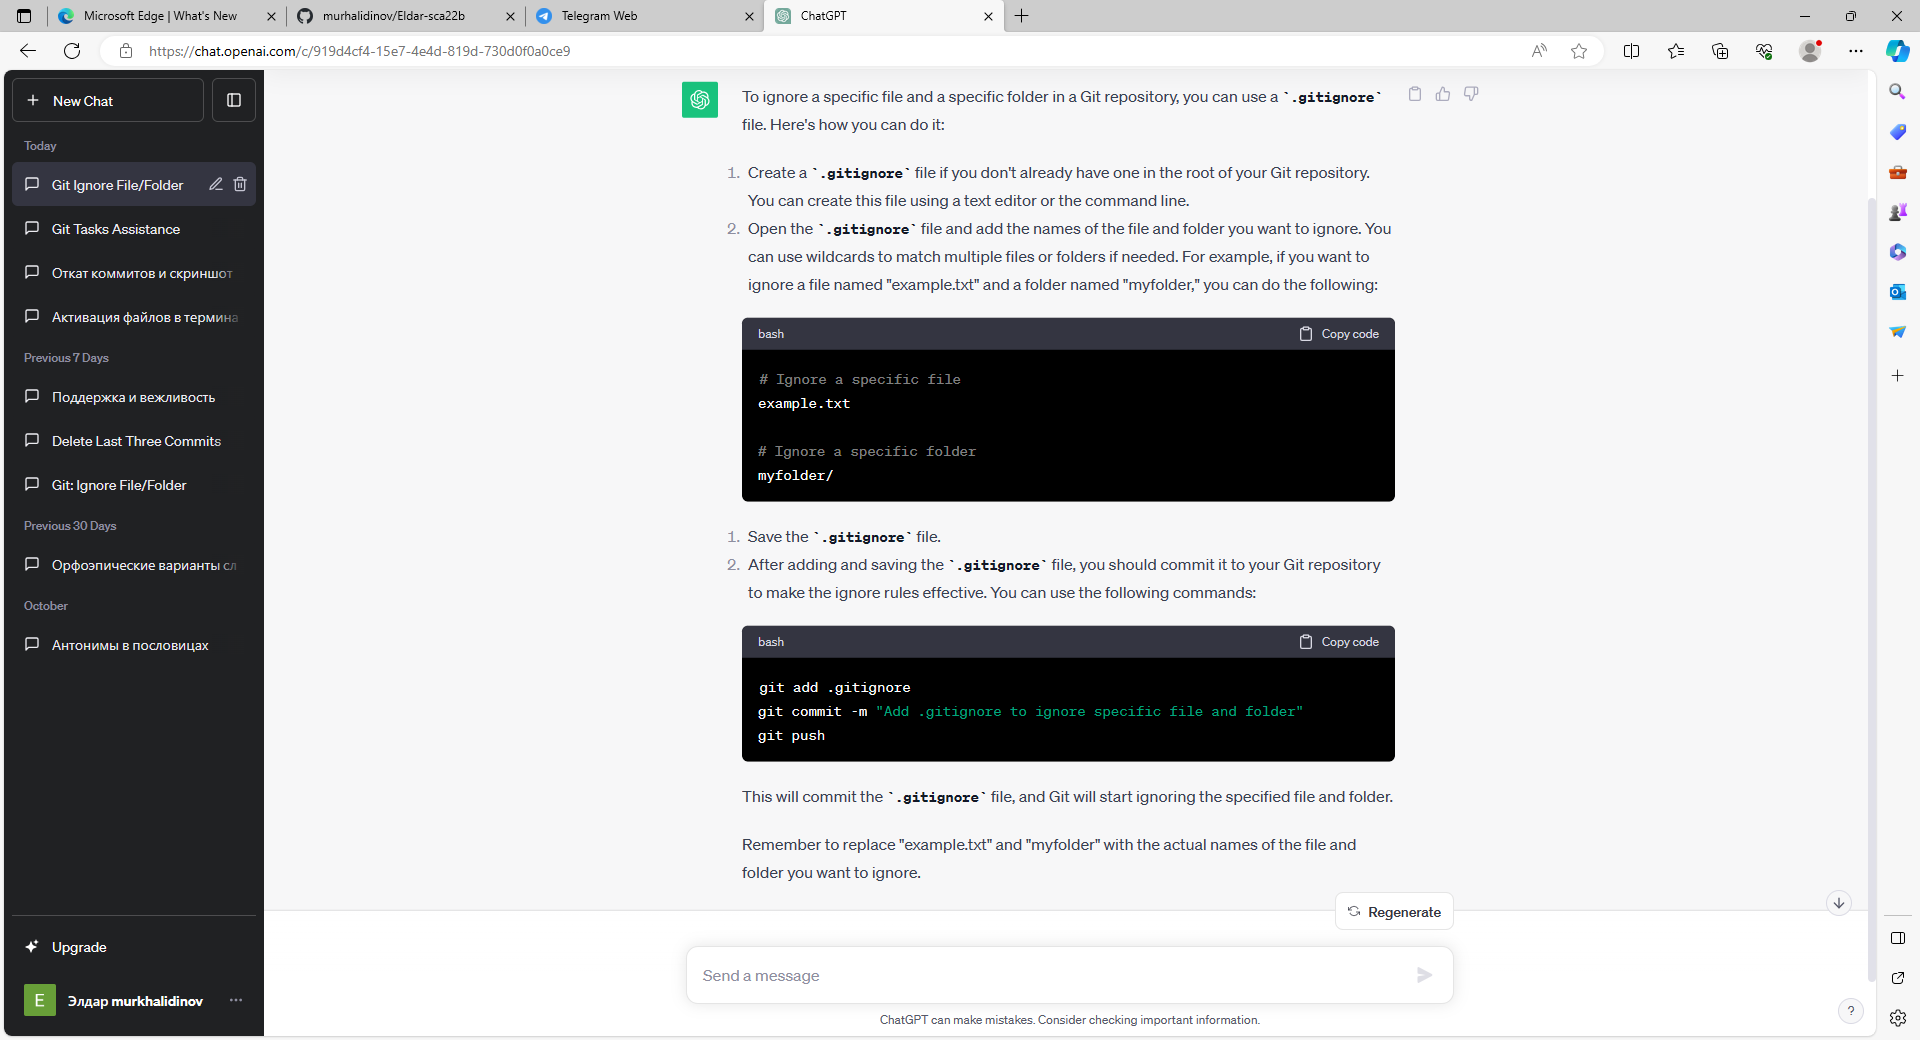 Microsoft Edge | What's New
murhalidinov/Eldar-sca22b
Telegram Web
ChatGPT
https://chat.openai.com/c/919d4cf4-15e7-4e4d-819d-730d0f0a0ce9
New Chat
Today
Git Ignore File/Folder
Git Tasks Assistance
Откат коммитов и скриншот
Активация файлов в термина
Previous 7 Days
Поддержка и вежливость
Delete Last Three Commits
Git: Ignore File/Folder
Previous 30 Days
Орфоэпические варианты сл
October
Антонимы в пословицах
Upgrade
E
Элдар murkhalidinov
To ignore a specific file and a specific folder in a Git repository, you can use a `.gitignore`
file. Here's how you can do it:
1. Create a `.gitignore` file if you don't already have one in the root of your Git repository.
You can create this file using a text editor or the command line.
2. Open the `.gitignore` file and add the names of the file and folder you want to ignore. You
can use wildcards to match multiple files or folders if needed. For example, if you want to
ignore a file named "example.txt" and a folder named "myfolder," you can do the following:
bash
Copy code
# Ignore a specific file
example.txt
# Ignore a specific folder
myfolder/
1. Save the `.gitignore` file.
2. After adding and saving the `.gitignore` file, you should commit it to your Git repository
to make the ignore rules effective. You can use the following commands:
bash
Copy code
git add .gitignore
git commit -m "Add .gitignore to ignore specific file and folder"
git push
This will commit the `.gitignore` file, and Git will start ignoring the specified file and folder.
Remember to replace "example.txt" and "myfolder" with the actual names of the file and
folder you want to ignore.
Regenerate
Send a message
ChatGPT can make mistakes. Consider checking important information.
?